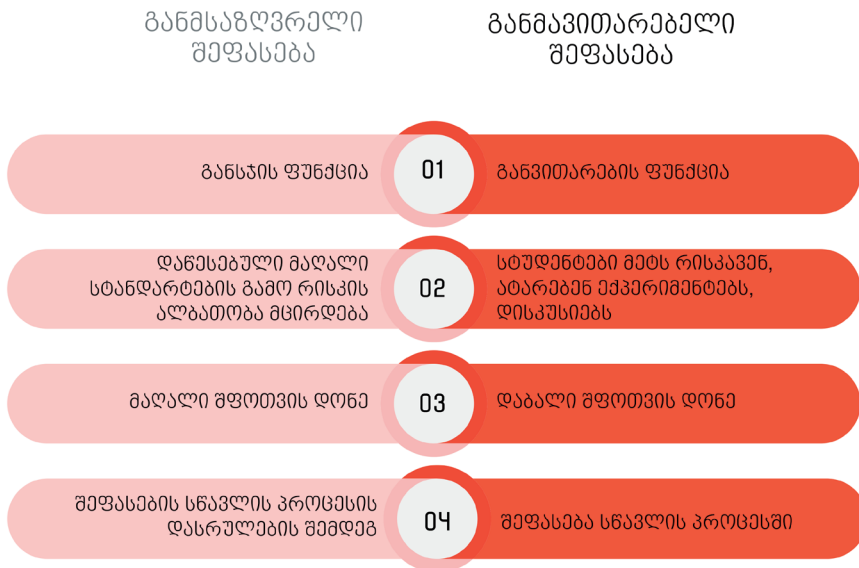 განმსაზღვრელი
შეფასება
განმავითარებელი
შეფასება
განსჯის ფუნქცია
01
განვითარების ფუნქცია
დაწესებული მაღალი
სტანდარტების გამო რისკის
ალბათობა მცირდება
02
სტუდენტები მეტს რისკავენ,
ატარებენ ექპერიმენტებს,
დისკუსიებს
მაღალი შფოთვის დონე
03
დაბალი შფოთვის დონე
შეფასების სწავლის პროცესის
დასრულების შემდეგ
04
შეფასება სწავლის პროცესში